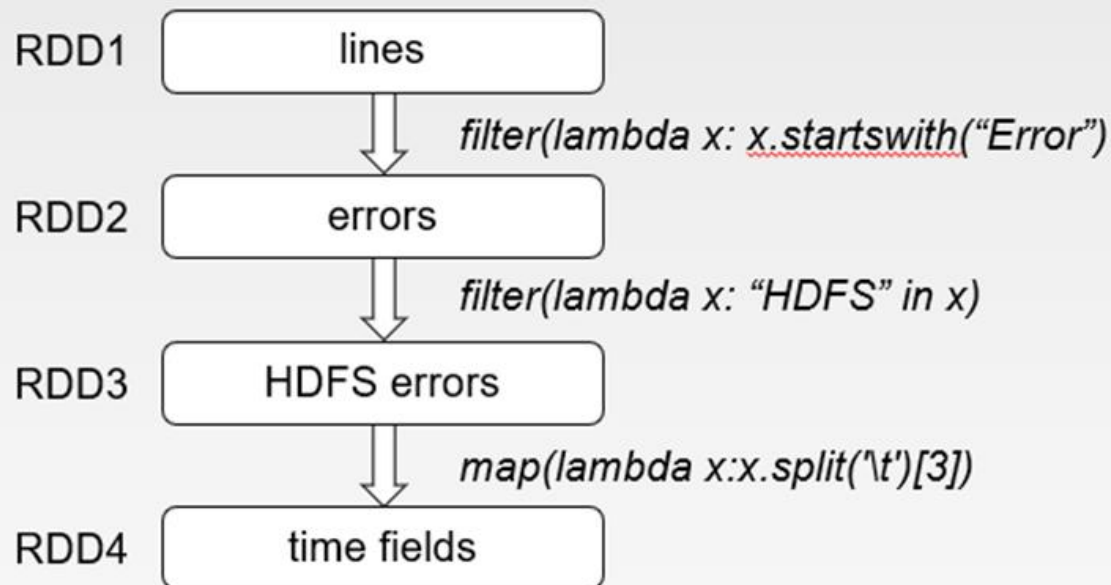 RDD1 lines
filter(lambda x: x.startswith(“Error”)
RDD2 errors
filter(lambda x: “HDFS” in x)
RDD3 HDFS errors
map(lambda x:x.split('\t')[3])
RDD4 time fields